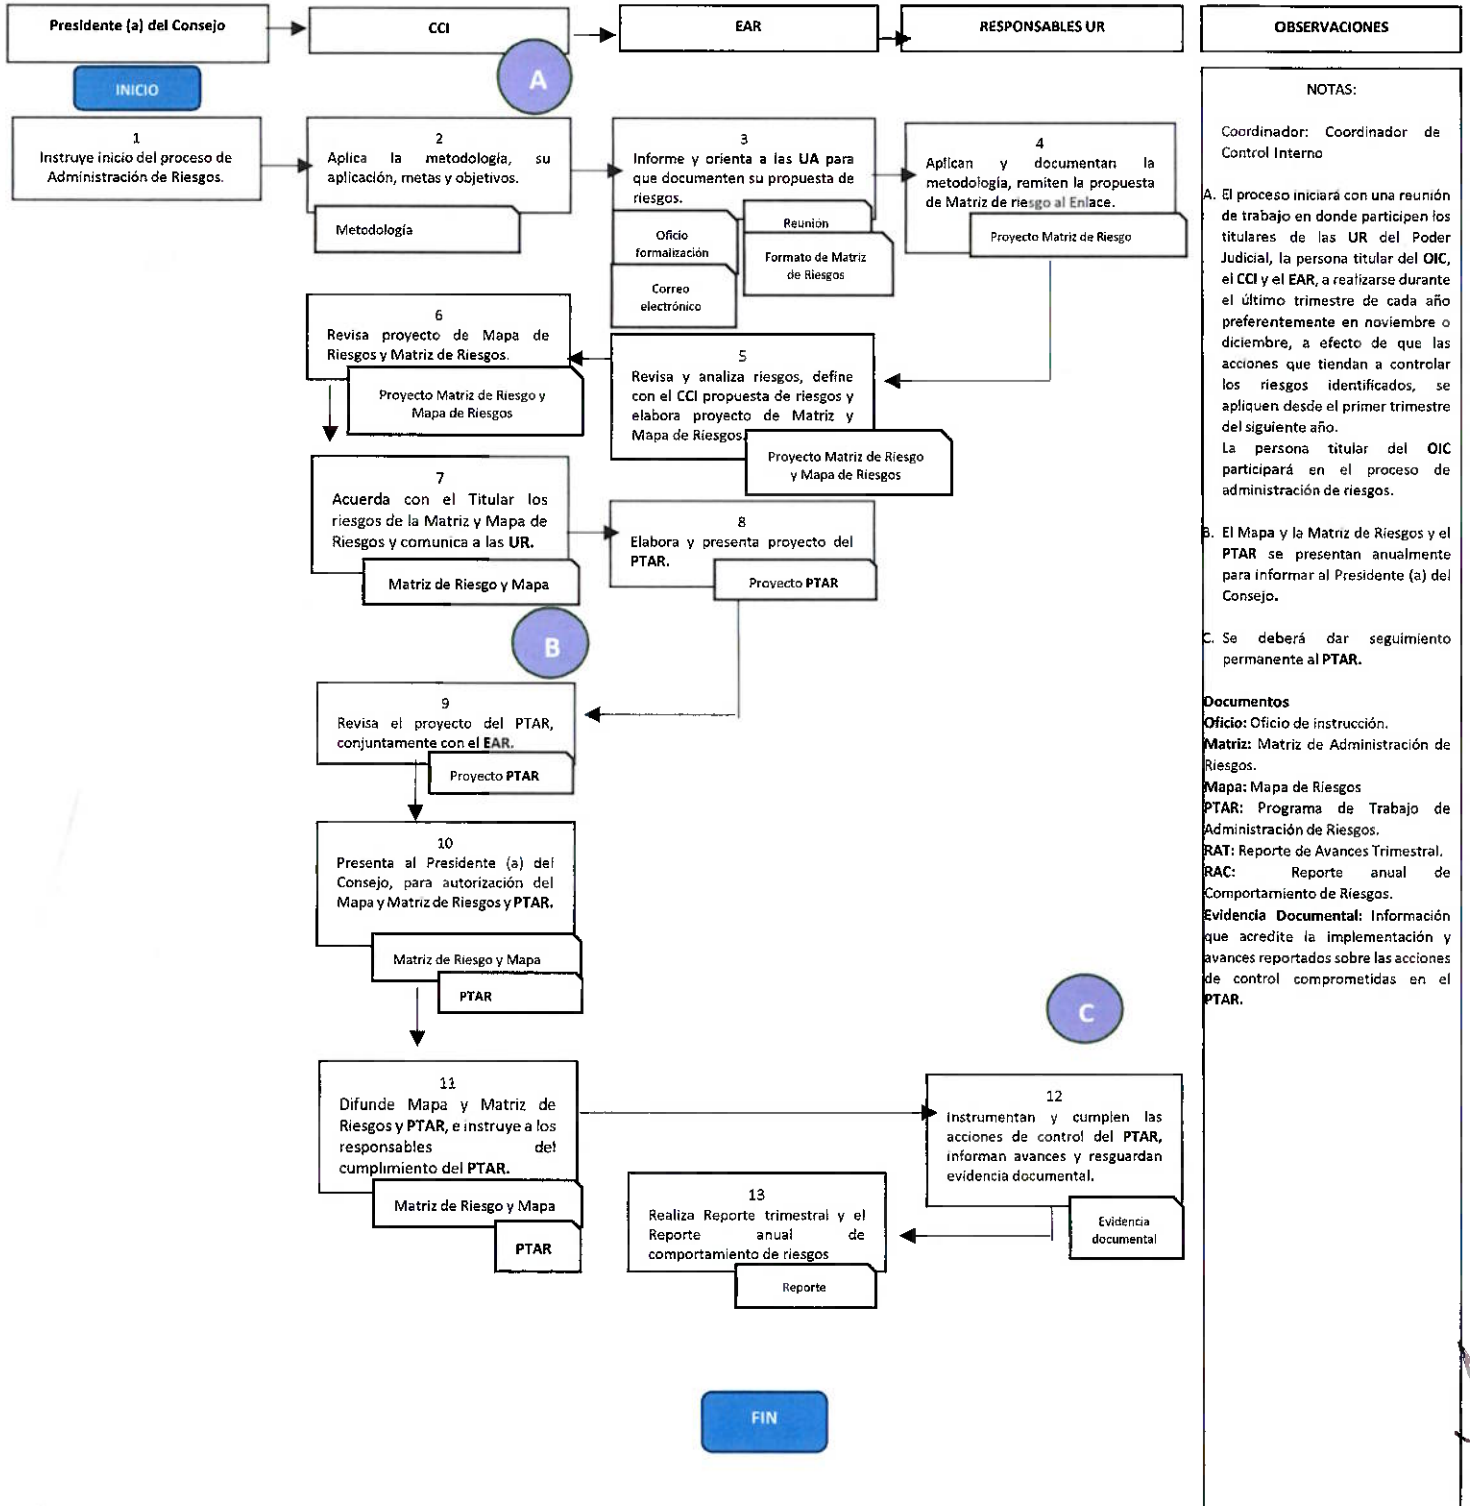 Presidente (a) del Consejo
CCI
EAR
RESPONSABLES UR
OBSERVACIONES
INICIO
A
1
Instruye inicio del proceso de
Administración de Riesgos.
2
Aplica la metodología, su
aplicación, metas y objetivos.
Metodología
3
Informe y orienta a las UA para
que documenten su propuesta de
riesgos.
Oficio
formalización
Reunión
Formato de Matriz
de Riesgos
Correo
electrónico
4
Aplican y documentan la
metodología, remiten la propuesta
de Matriz de riesgo al Enlace.
Proyecto Matriz de Riesgo
5
Revisa y analiza riesgos, define
con el CCI propuesta de riesgos y
elabora proyecto de Matriz y
Mapa de Riesgos.
Proyecto Matriz de Riesgo
y Mapa de Riesgos
6
Revisa proyecto de Mapa de
Riesgos y Matriz de Riesgos.
Proyecto Matriz de Riesgo y
Mapa de Riesgos
7
Acuerda con el Titular los
riesgos de la Matriz y Mapa de
Riesgos y comunica a las UR.
Matriz de Riesgo y Mapa
8
Elabora y presenta proyecto del
PTAR.
Proyecto PTAR
B
9
Revisa el proyecto del PTAR,
conjuntamente con el EAR.
Proyecto PTAR
10
Presenta al Presidente (a) del
Consejo, para autorización del
Mapa y Matriz de Riesgos y PTAR.
Matriz de Riesgo y Mapa
PTAR
C
11
Difunde Mapa y Matriz de
Riesgos y PTAR, e instruye a los
responsables del
cumplimiento del PTAR.
Matriz de Riesgo y Mapa
PTAR
12
Instrumentan y cumplen las
acciones de control del PTAR,
informan avances y resguardan
evidencia documental.
Evidencia
documental
13
Realiza Reporte trimestral y el
Reporte anual de
comportamiento de riesgos
Reporte
FIN
NOTAS:
Coordinador: Coordinador de
Control Interno
A. El proceso iniciará con una reunión
de trabajo en donde participen los
titulares de las UR del Poder
Judicial, la persona titular del OIC,
el CCI y el EAR, a realizarse durante
el último trimestre de cada año
preferentemente en noviembre o
diciembre, a efecto de que las
acciones que tiendan a controlar
los riesgos identificados, se
apliquen desde el primer trimestre
del siguiente año.
La persona titular del OIC
participará en el proceso de
administración de riesgos.
B. El Mapa y la Matriz de Riesgos y el
PTAR se presentan anualmente
para informar al Presidente (a) del
Consejo.
C. Se deberá dar seguimiento
permanente al PTAR.
Documentos
Oficio: Oficio de instrucción.
Matriz: Matriz de Administración de
Riesgos.
Mapa: Mapa de Riesgos
PTAR: Programa de Trabajo de
Administración de Riesgos.
RAT: Reporte de Avances Trimestral.
RAC: Reporte anual de
Comportamiento de Riesgos.
Evidencia Documental: Información
que acredite la implementación y
avances reportados sobre las acciones
de control comprometidas en el
PTAR.